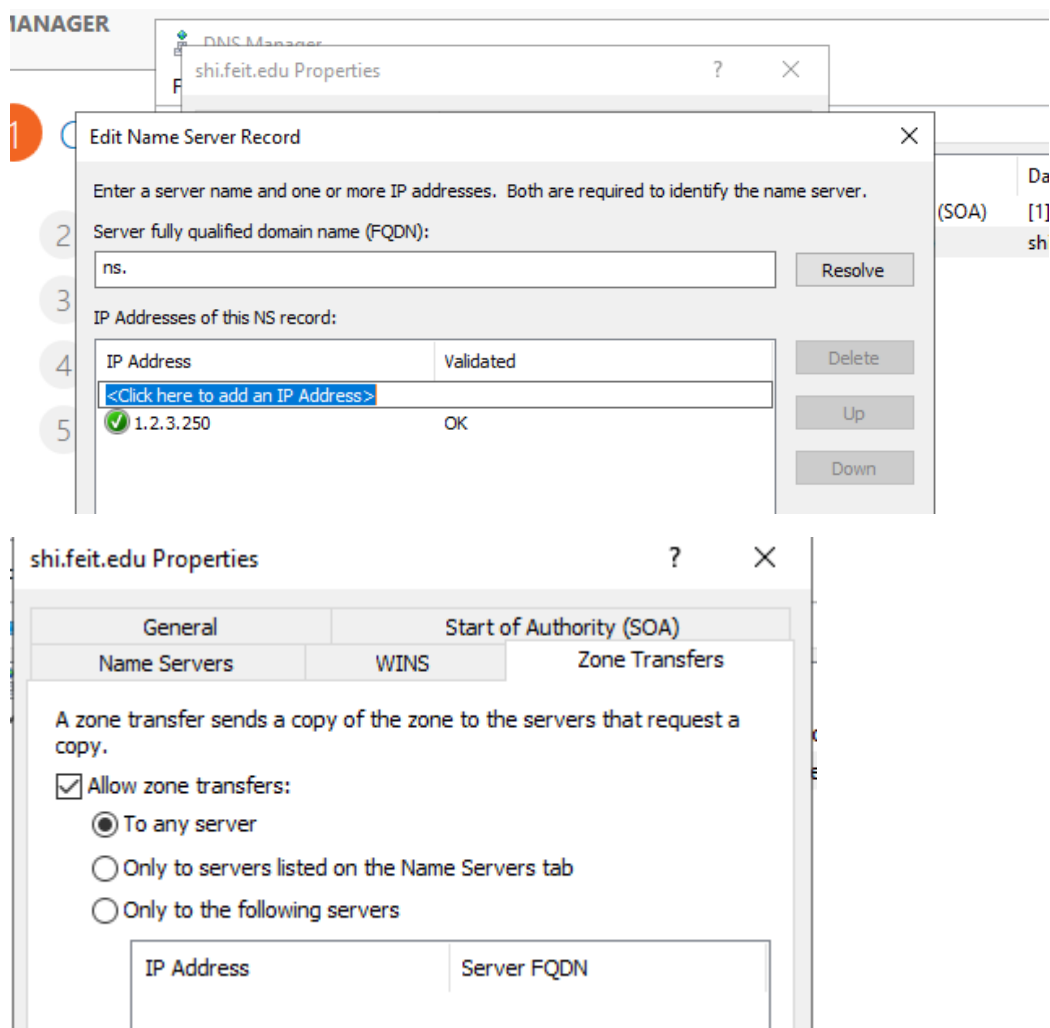 MANAGER
DNS Manager
shi.feit.edu Properties ?
F
1
Edit Name Server Record
Enter a server name and one or more IP addresses. Both are required to identify the name server.
Da
(SOA) [1]
2
Server fully qualified domain name (FQDN):
shi
ns.
Resolve
3
IP Addresses of this NS record:
4
IP Address Validated
Delete
<Click here to add an IP Address>
1.2.3.250 OK
Up
5
Down
shi.feit.edu Properties ?
General Start of Authority (SOA)
Name Servers WINS Zone Transfers
A zone transfer sends a copy of the zone to the servers that request a
copy.
Allow zone transfers:
To any server
Only to servers listed on the Name Servers tab
Only to the following servers
IP Address Server FQDN